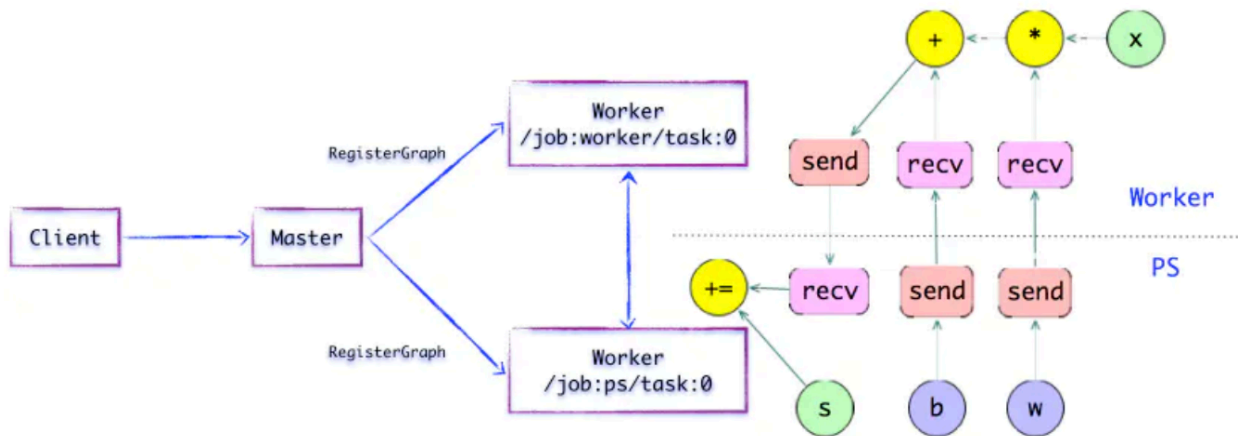 + * x
Worker
/job:worker/task:0
RegisterGraph
send recv recv
Worker
Client Master
PS
+= recv send send
RegisterGraph
Worker
/job:ps/task:0
s b w